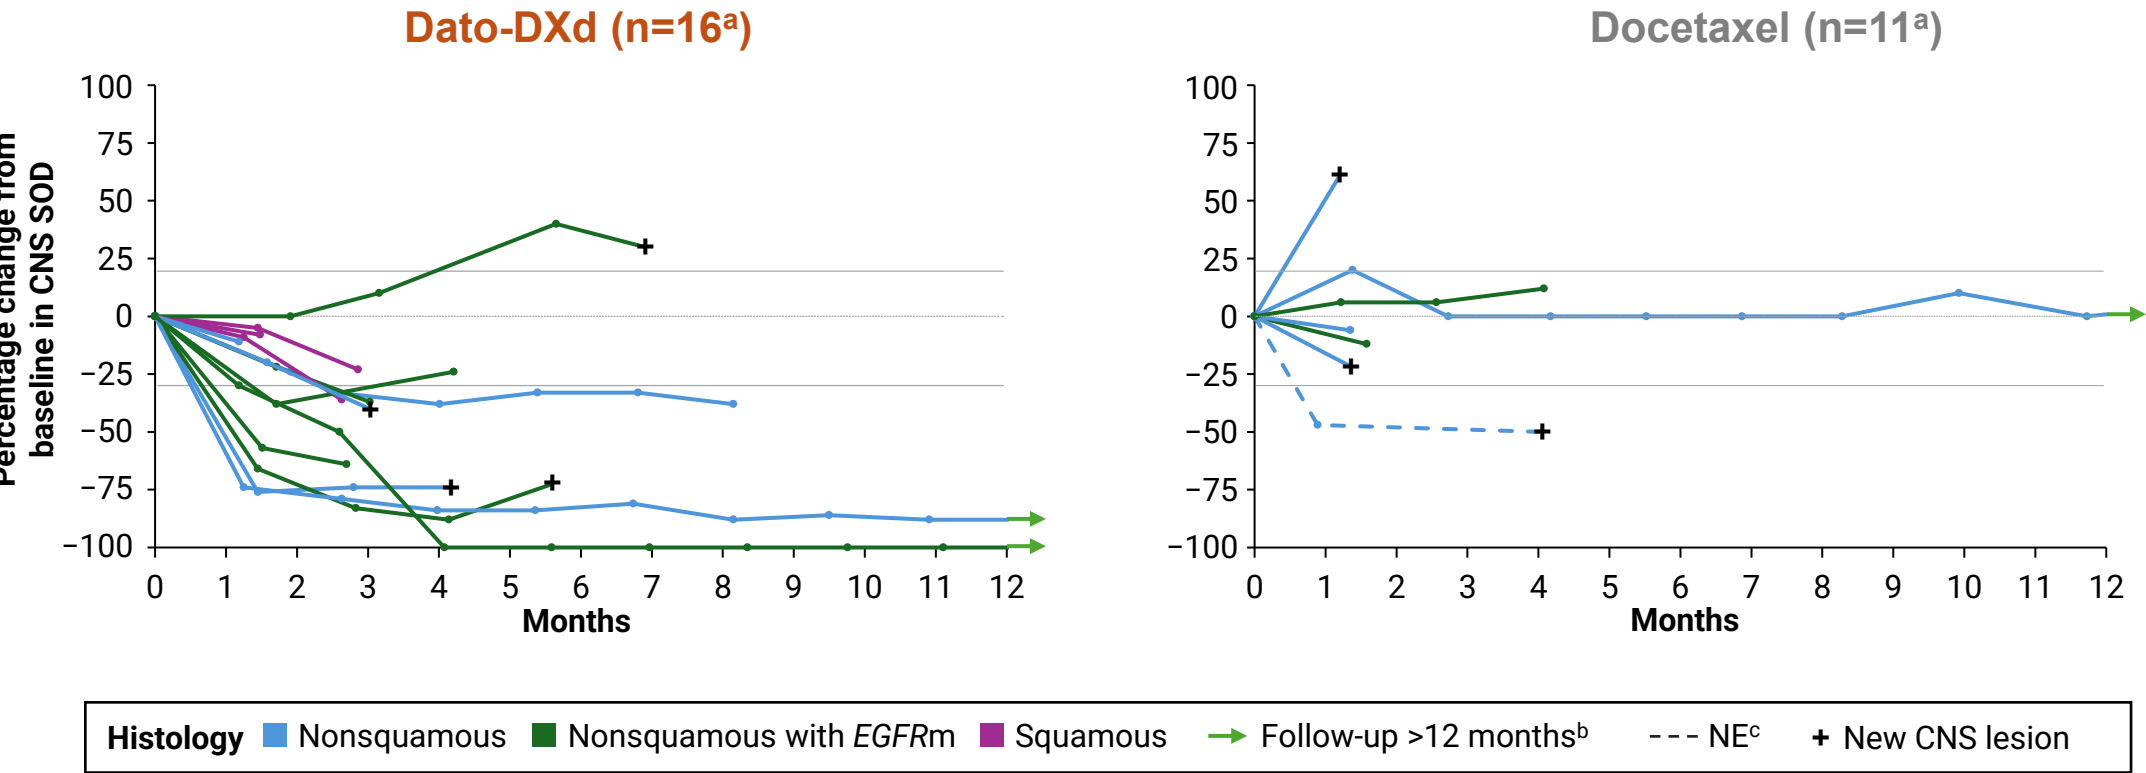 Dato-DXd (n=16ᵃ)
Docetaxel (n=11ᵃ)
Percentage change from
baseline in CNS SOD
100
75
50
25
0
−25
−50
−75
−100
0 1 2 3 4 5 6 7 8 9 10 11 12
Months
100
75
50
25
0
−25
−50
−75
−100
0 1 2 3 4 5 6 7 8 9 10 11 12
Months
Histology Nonsquamous Nonsquamous with EGFRm Squamous Follow-up >12 monthsᵇ NEᶜ New CNS lesion